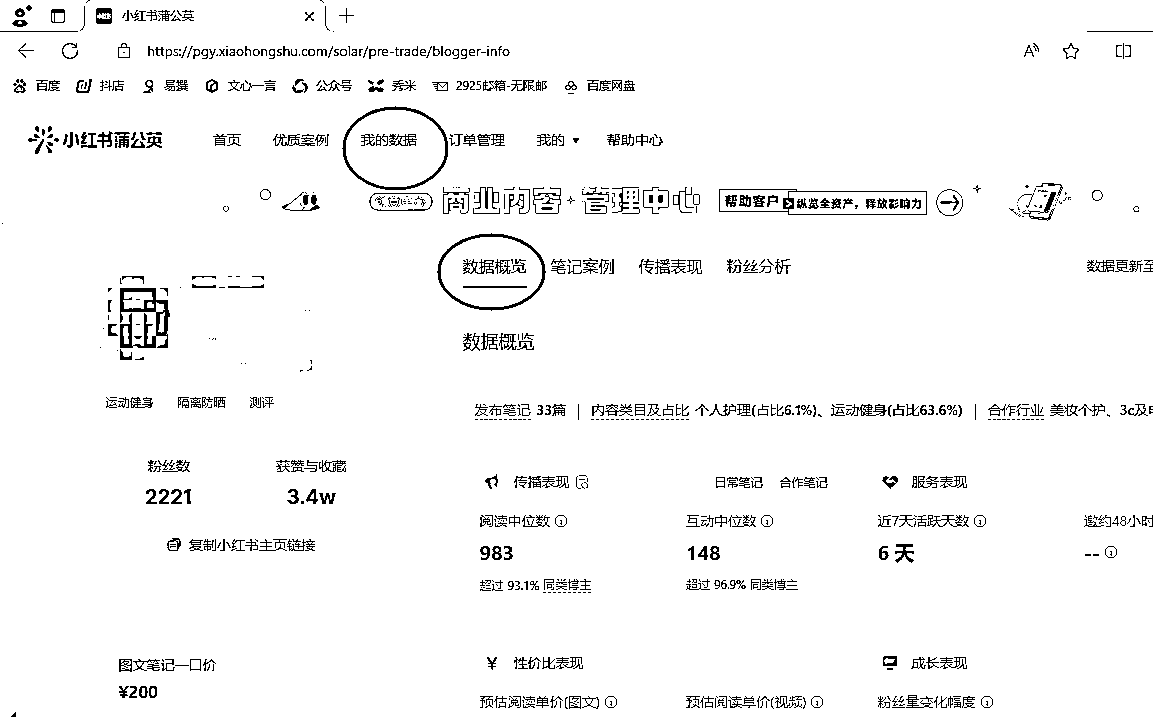 小红书蒲公英
https://pgy.xiaohongshu.com/solar/pre-trade/blogger-info
百度 抖店 易撰 文心一言 公众号 秀米 2925邮箱-无限邮 百度网盘
小红书蒲公英 首页 优质案例 我的数据 订单管理 我的 帮助中心
商业内容 管理中心 帮助客户 纵览全资产，释放影响力
数据概览 笔记案例 传播表现 粉丝分析 数据更新至
数据概览
运动健身 隔离防晒 测评
发布笔记 33篇 | 内容类目及占比 个人护理(占比6.1%)、运动健身(占比63.6%) | 合作行业 美妆个护、3c及电
粉丝数 获赞与收藏
2221 3.4w
传播表现 日常笔记 合作笔记 服务表现
阅读中位数 互动中位数 近7天活跃天数 邀约48小时
983 148 6 天 --
复制小红书主页链接
超过 93.1% 同类博主 超过 96.9% 同类博主
图文笔记一口价
¥200
¥ 性价比表现 成长表现
预估阅读单价(图文) 预估阅读单价(视频) 粉丝量变化幅度